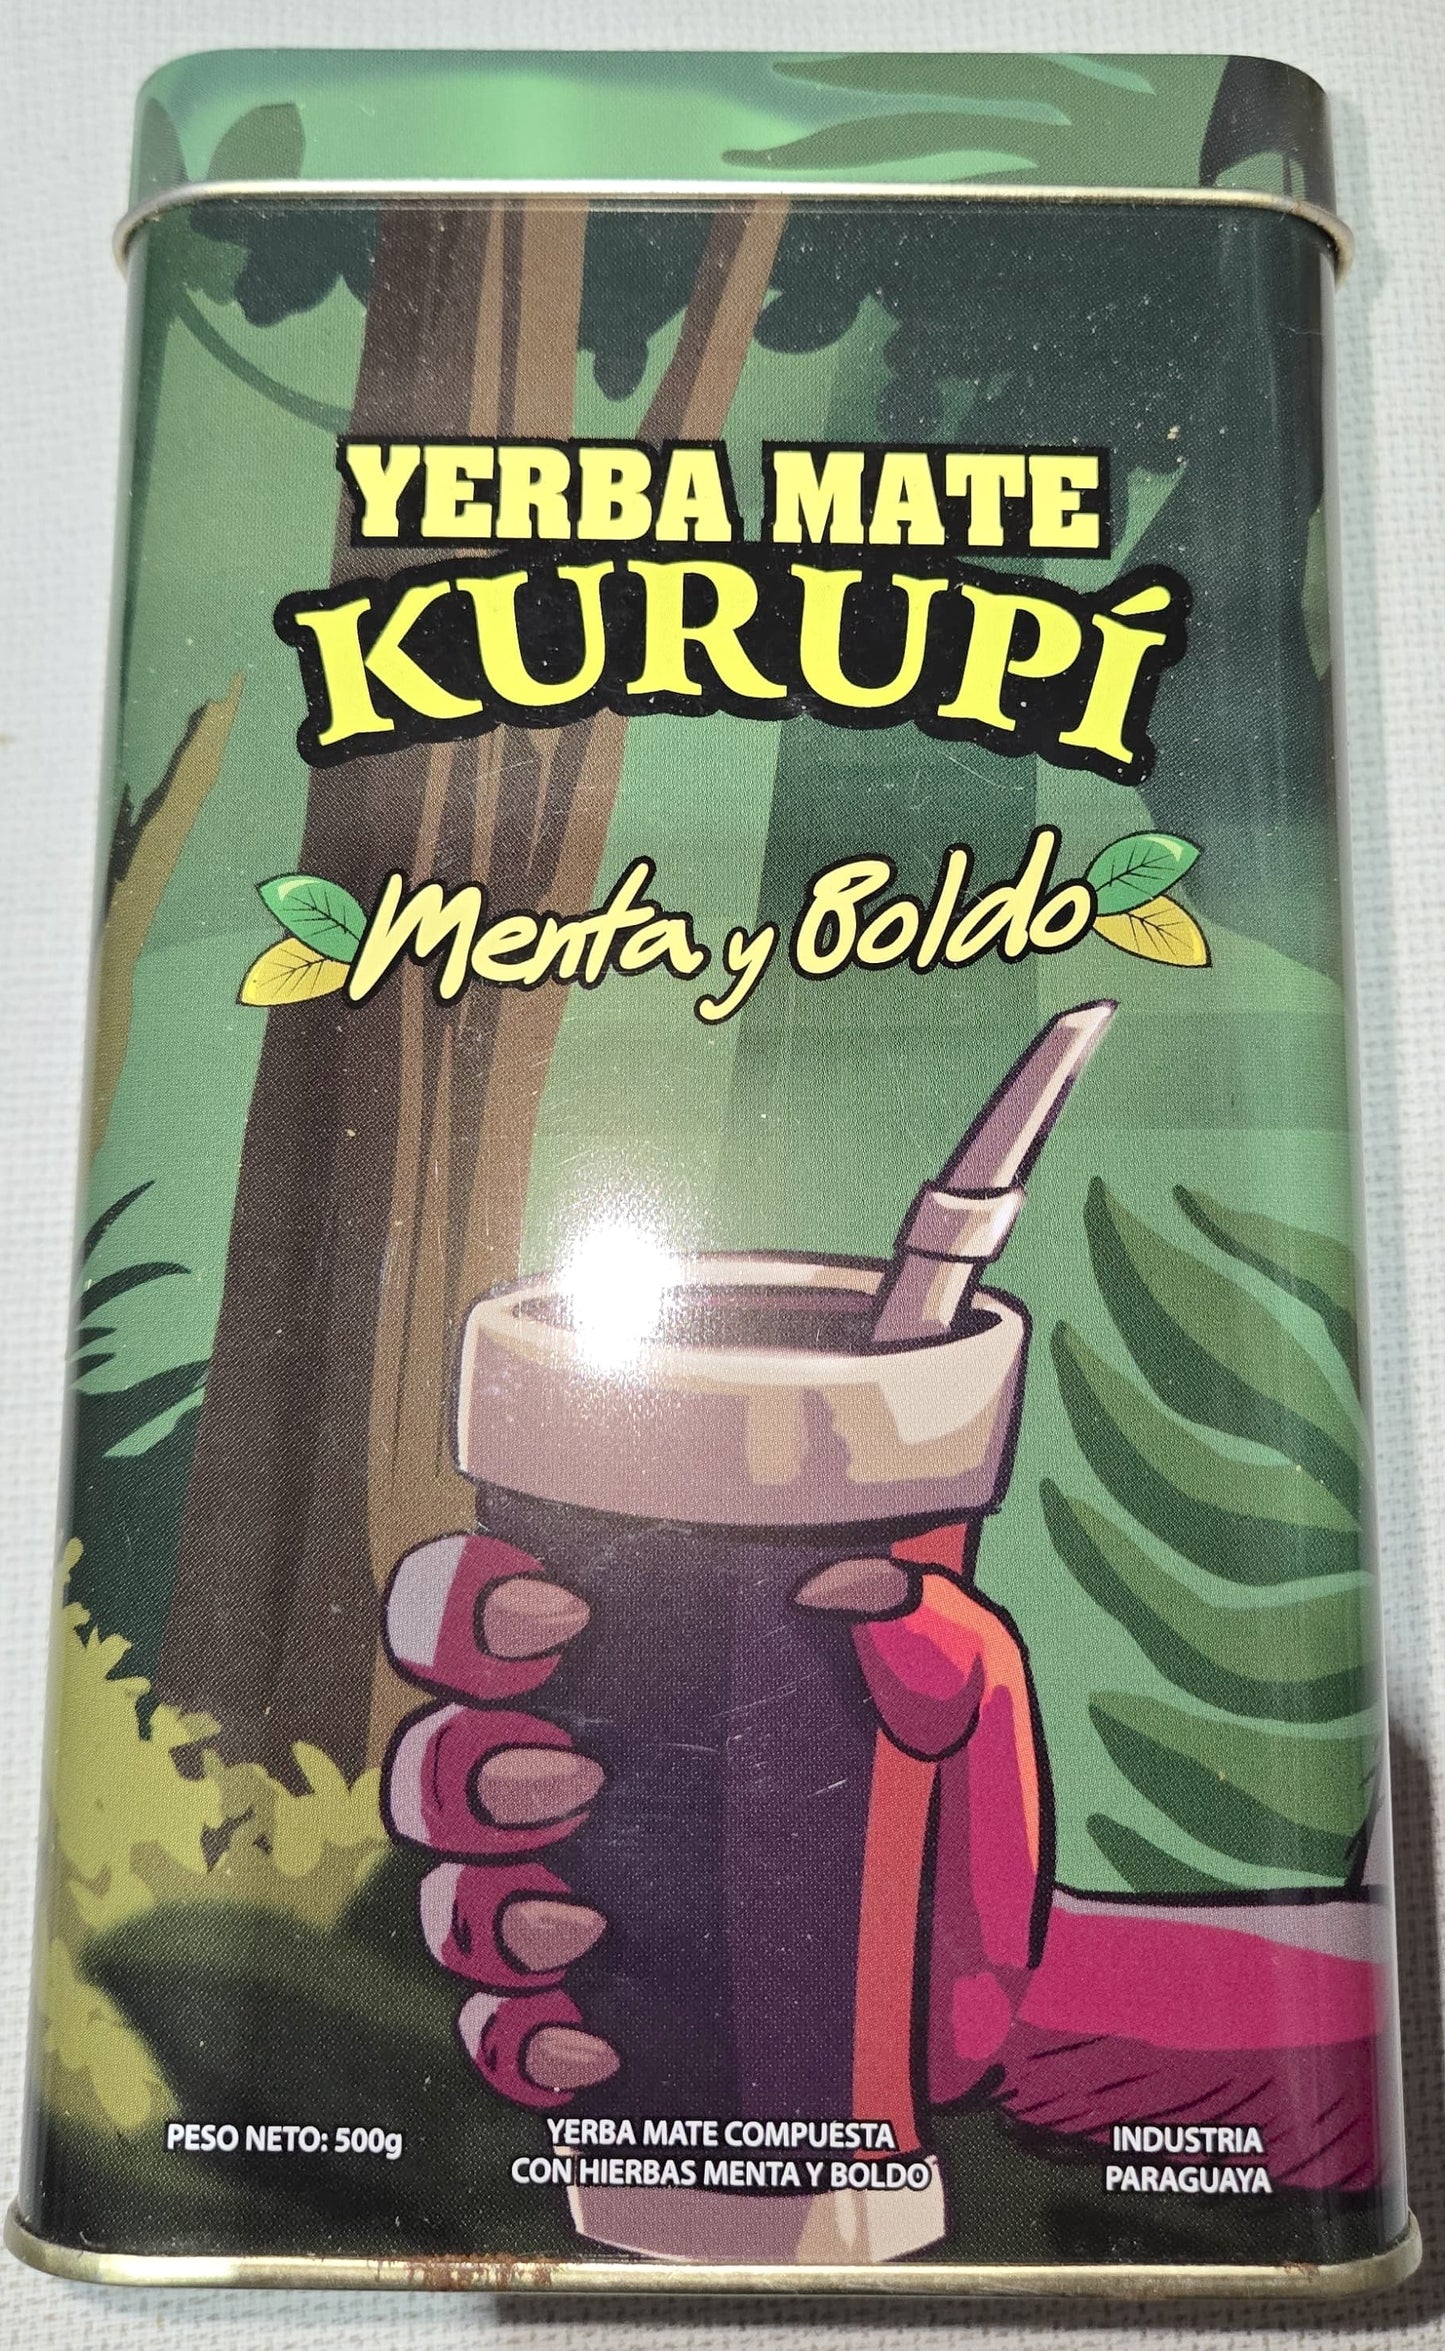 YERBA MATE
KURUPÍ
Menta y Boldo
PESO NETO: 500g
YERBA MATE COMPUESTA
CON HIERBAS MENTA Y BOLDO
INDUSTRIA
PARAGUAYA